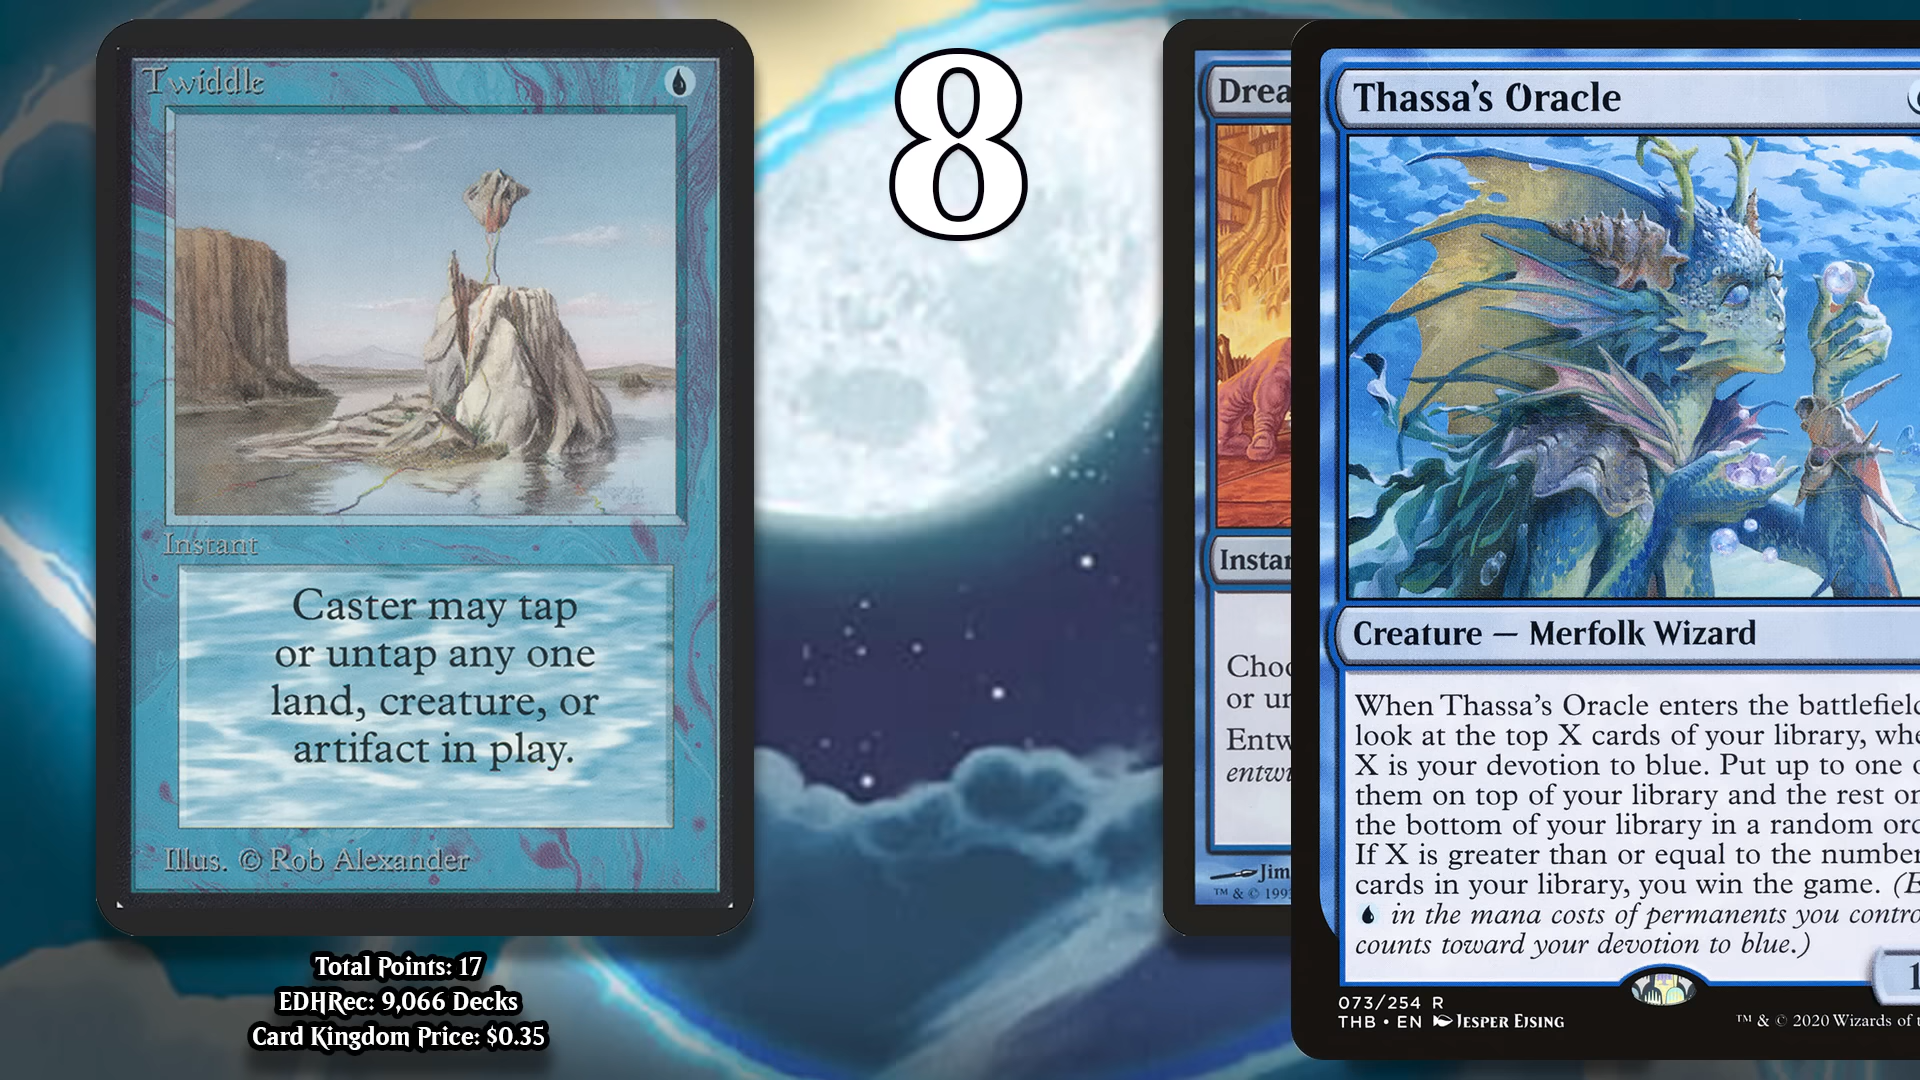 Twiddle
Instant
Caster may tap
or untap any one
land, creature, or
artifact in play.
Illus. © Rob Alexander
Total Points: 17
EDHRec: 9,066 Decks
Card Kingdom Price: $0.35
8
Instan
or un
Jim
™ & © 199
Thassa's Oracle
Creature — Merfolk Wizard
When Thassa's Oracle enters the battlefield
look at the top X cards of your library, whe
X is your devotion to blue. Put up to one o
them on top of your library and the rest on
the bottom of your library in a random ord
If X is greater than or equal to the number
cards in your library, you win the game. (E
in the mana costs of permanents you contro
counts toward your devotion to blue.)
1
073/254 R
THB • EN Jesper Ejsing
™ & © 2020 Wizards of t